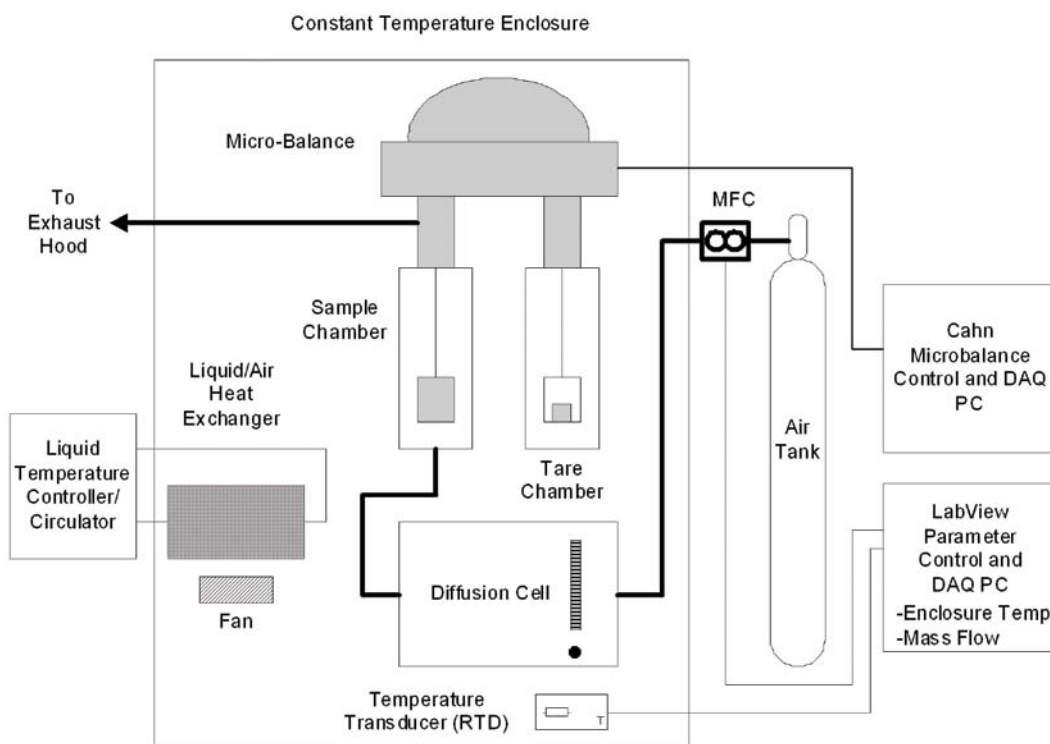 Constant Temperature Enclosure
Micro-Balance
To
Exhaust
Hood
MFC
Sample
Chamber
Liquid/Air
Heat
Exchanger
Cahn
Microbalance
Control and DAQ
PC
Air
Tank
Liquid
Temperature
Controller/
Circulator
Tare
Chamber
LabView
Parameter
Control and
DAQ PC
-Enclosure Temp
-Mass Flow
Diffusion Cell
Fan
Temperature
Transducer (RTD)
T